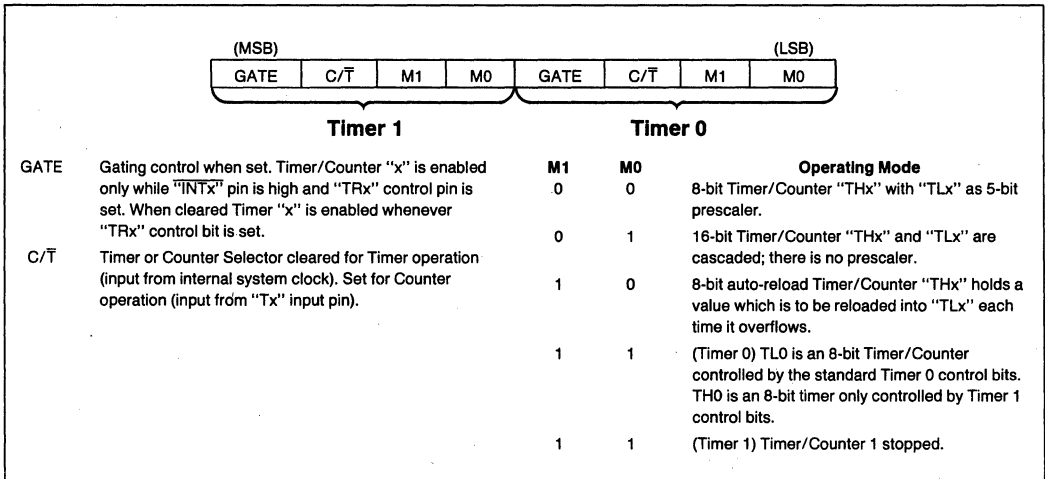 (MSB) (LSB)
GATE C/T̅ M1 M0 GATE C/T̅ M1 M0
Timer 1 Timer 0
GATE Gating control when set. Timer/Counter “x” is enabled
only while "I̅N̅T̅x̅" pin is high and "TRx" control pin is
set. When cleared Timer "x" is enabled whenever
"TRx" control bit is set.
C/T̅ Timer or Counter Selector cleared for Timer operation
(input from internal system clock). Set for Counter
operation (input from "Tx" input pin).
M1 M0 Operating Mode
0 0 8-bit Timer/Counter "THx" with "TLx" as 5-bit
prescaler.
0 1 16-bit Timer/Counter "THx" and "TLx" are
cascaded; there is no prescaler.
1 0 8-bit auto-reload Timer/Counter "THx" holds a
value which is to be reloaded into "TLx" each
time it overflows.
1 1 (Timer 0) TL0 is an 8-bit Timer/Counter
controlled by the standard Timer 0 control bits.
TH0 is an 8-bit timer only controlled by Timer 1
control bits.
1 1 (Timer 1) Timer/Counter 1 stopped.